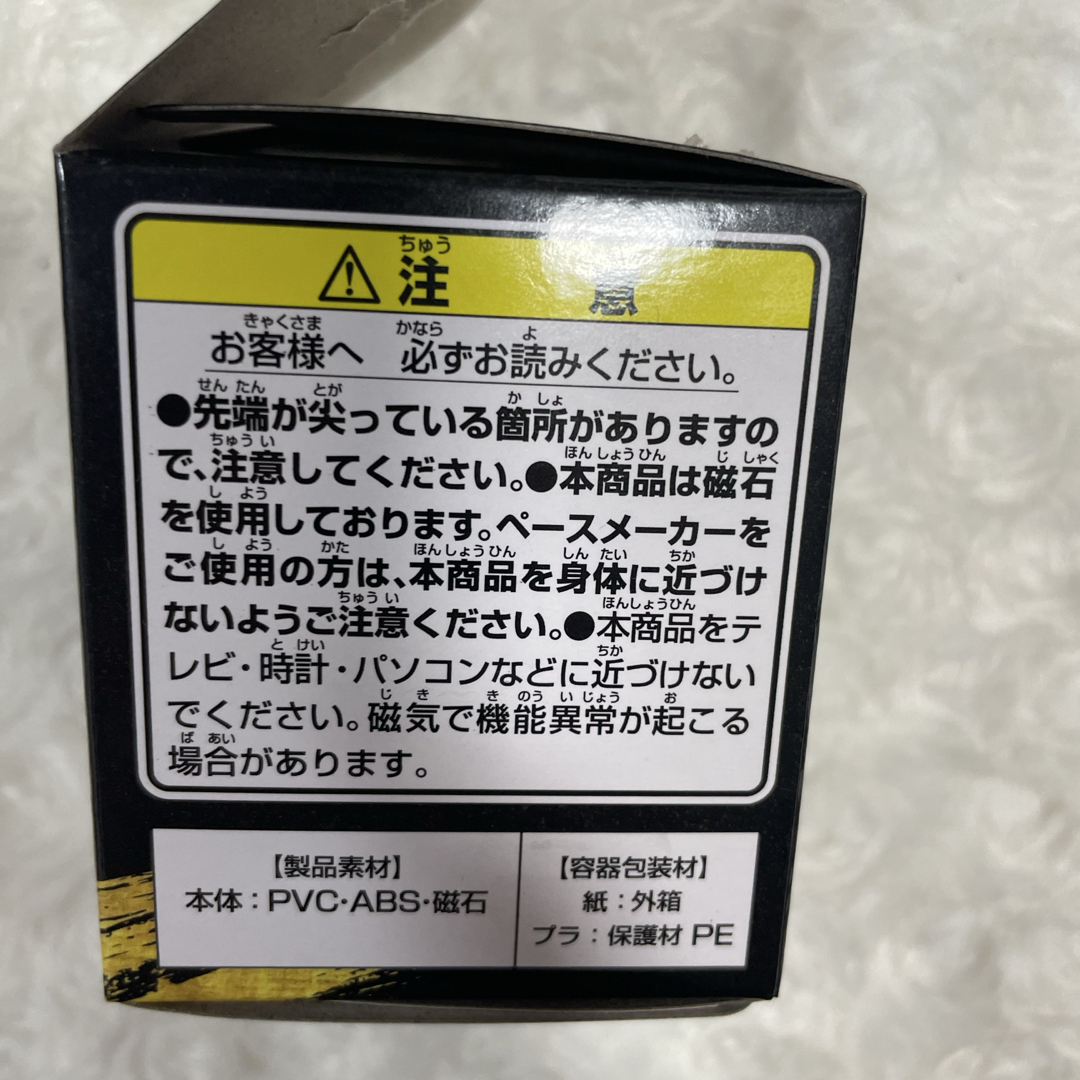 注意
お客様へ 必ずお読みください。
●先端が尖っている箇所がありますの
で、注意してください。●本商品は磁石
を使用しております。ペースメーカーを
ご使用の方は、本商品を身体に近づけ
ないようご注意ください。●本商品をテ
レビ・時計・パソコンなどに近づけない
でください。磁気で機能異常が起こる
場合があります。
【製品素材】
本体：PVC・ABS・磁石
【容器包装材】
紙：外箱
プラ：保護材 PE